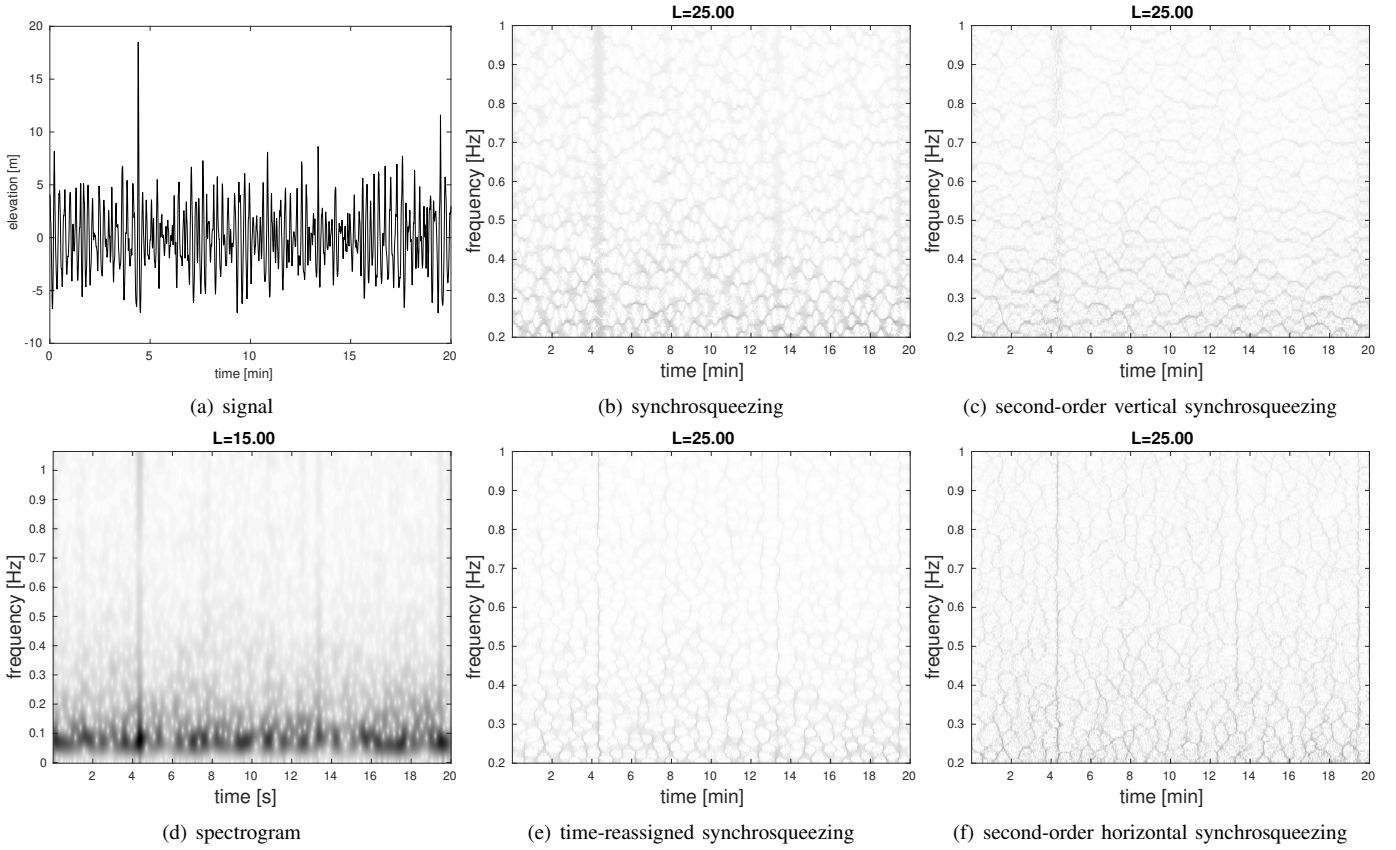 L=25.00
L=25.00
20
15
10
5
0
-5
-10
elevation [m]
0 5 10 15 20
time [min]
(a) signal
1
0.9
0.8
0.7
0.6
0.5
0.4
0.3
0.2
frequency [Hz]
2 4 6 8 10 12 14 16 18 20
time [min]
(b) synchrosqueezing
1
0.9
0.8
0.7
0.6
0.5
0.4
0.3
0.2
frequency [Hz]
2 4 6 8 10 12 14 16 18 20
time [min]
(c) second-order vertical synchrosqueezing
L=15.00
1
0.9
0.8
0.7
0.6
0.5
0.4
0.3
0.2
0.1
0
frequency [Hz]
2 4 6 8 10 12 14 16 18 20
time [s]
(d) spectrogram
L=25.00
1
0.9
0.8
0.7
0.6
0.5
0.4
0.3
0.2
frequency [Hz]
2 4 6 8 10 12 14 16 18 20
time [min]
(e) time-reassigned synchrosqueezing
L=25.00
1
0.9
0.8
0.7
0.6
0.5
0.4
0.3
0.2
frequency [Hz]
2 4 6 8 10 12 14 16 18 20
time [min]
(f) second-order horizontal synchrosqueezing